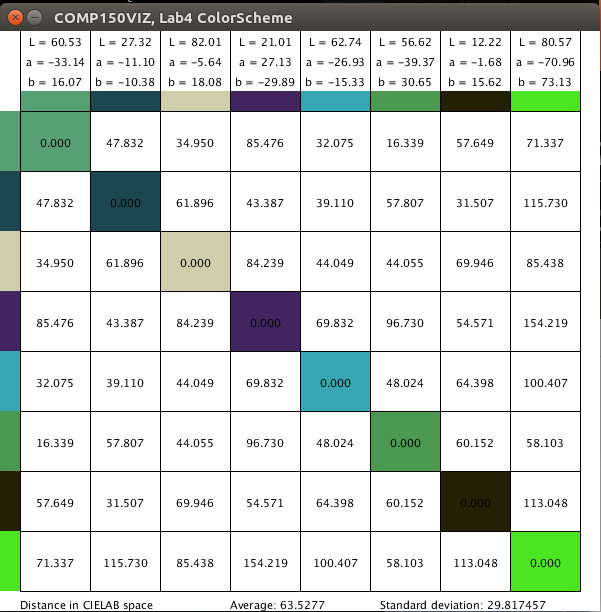 COMP150VIZ, Lab4 ColorScheme
L = 60.53 L = 27.32 L = 82.01 L = 21.01 L = 62.74 L = 56.62 L = 12.22 L = 80.57
a = −33.14 a = −11.10 a = −5.64 a = 27.13 a = −26.93 a = −39.37 a = −1.68 a = −70.96
b = 16.07 b = −10.38 b = 18.08 b = −29.89 b = −15.33 b = 30.65 b = 15.62 b = 73.13
0.000 47.832 34.950 85.476 32.075 16.339 57.649 71.337
47.832 0.000 61.896 43.387 39.110 57.807 31.507 115.730
34.950 61.896 0.000 84.239 44.049 44.055 69.946 85.438
85.476 43.387 84.239 0.000 69.832 96.730 54.571 154.219
32.075 39.110 44.049 69.832 0.000 48.024 64.398 100.407
16.339 57.807 44.055 96.730 48.024 0.000 60.152 58.103
57.649 31.507 69.946 54.571 64.398 60.152 0.000 113.048
71.337 115.730 85.438 154.219 100.407 58.103 113.048 0.000
Distance in CIELAB space Average: 63.5277 Standard deviation: 29.817457